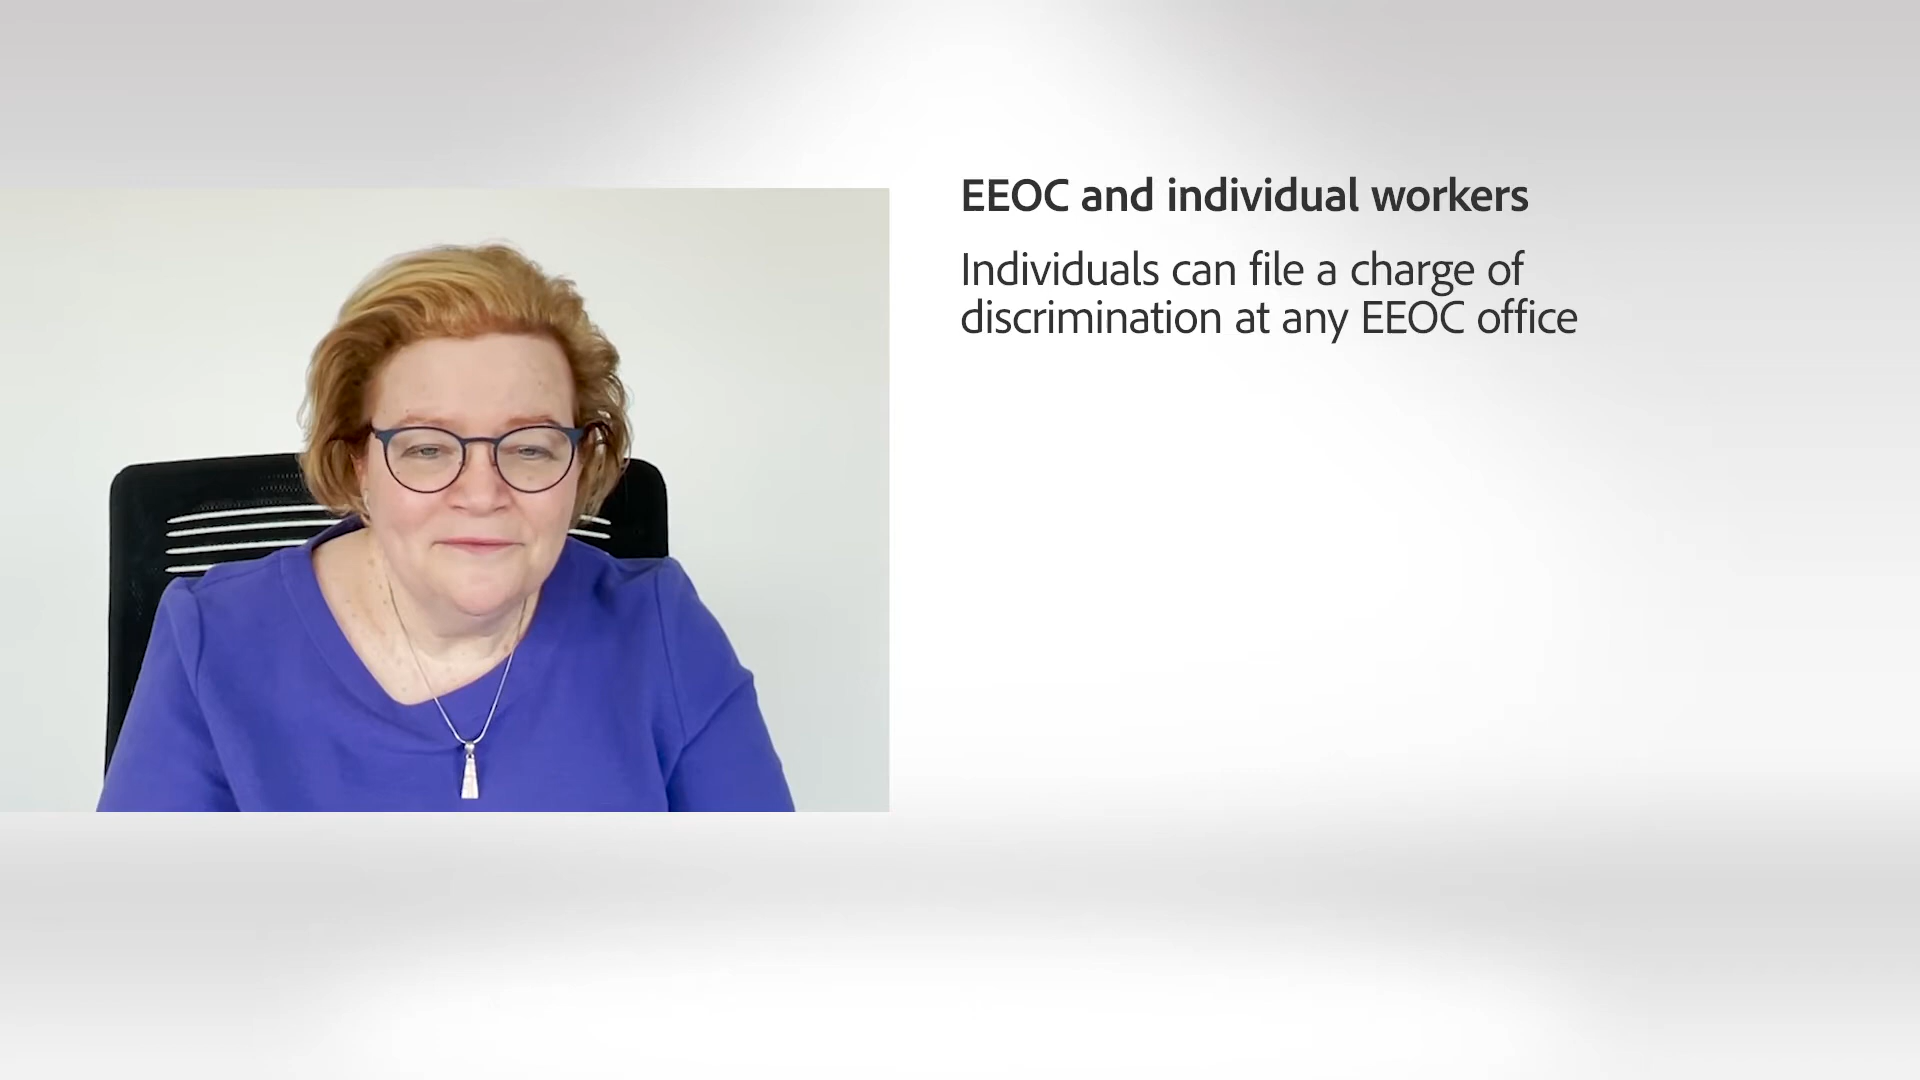 EEOC and individual workers
Individuals can file a charge of
discrimination at any EEOC office